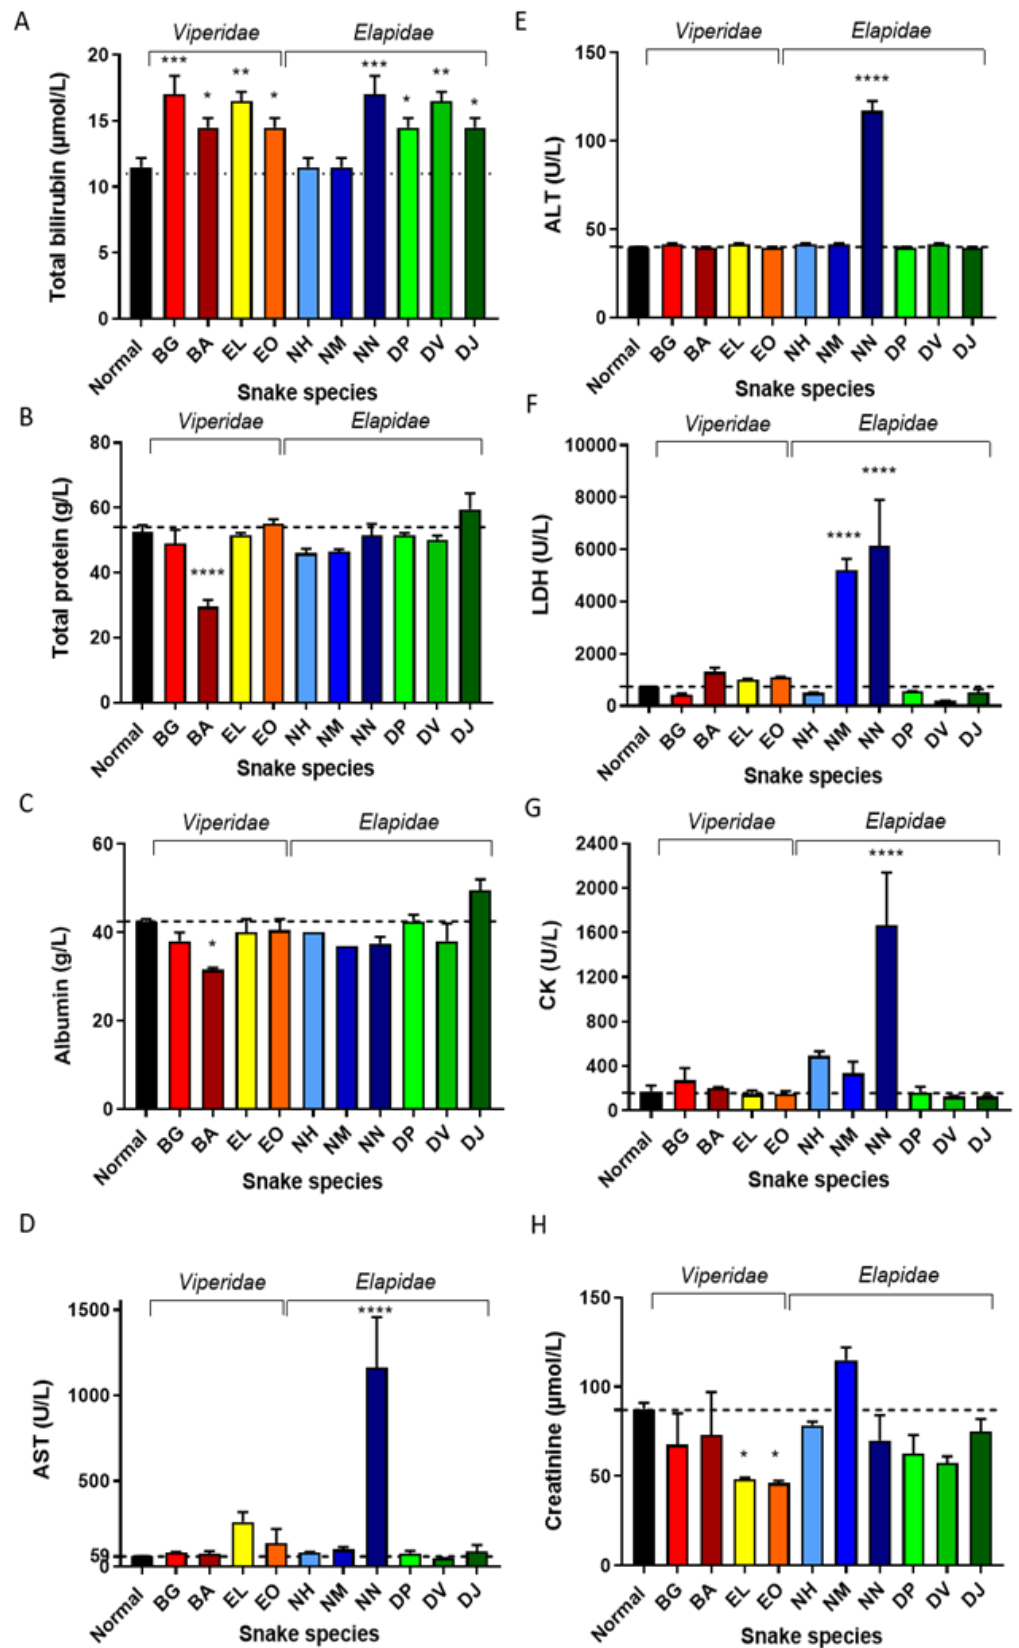 A
Viperidae Elapidae
Total bilirubin (µmol/L)
20
15
10
5
0
*** * ** * *** * ** *
Normal BG BA EL EO NH NM NN DP DV DJ
Snake species
B
Viperidae Elapidae
Total protein (g/L)
80
60
40
20
0
****
Normal BG BA EL EO NH NM NN DP DV DJ
Snake species
C
Viperidae Elapidae
Albumin (g/L)
60
40
20
0
*
Normal BG BA EL EO NH NM NN DP DV DJ
Snake species
D
Viperidae Elapidae
AST (U/L)
1500
1000
500
59
0
****
Normal BG BA EL EO NH NM NN DP DV DJ
Snake species
E
Viperidae Elapidae
ALT (U/L)
150
100
50
0
****
Normal BG BA EL EO NH NM NN DP DV DJ
Snake species
F
Viperidae Elapidae
LDH (U/L)
10000
8000
6000
4000
2000
0
**** ****
Normal BG BA EL EO NH NM NN DP DV DJ
Snake species
G
Viperidae Elapidae
CK (U/L)
2400
2000
1600
1200
800
400
0
****
Normal BG BA EL EO NH NM NN DP DV DJ
Snake species
H
Viperidae Elapidae
Creatinine (µmol/L)
150
100
50
0
* *
Normal BG BA EL EO NH NM NN DP DV DJ
Snake species